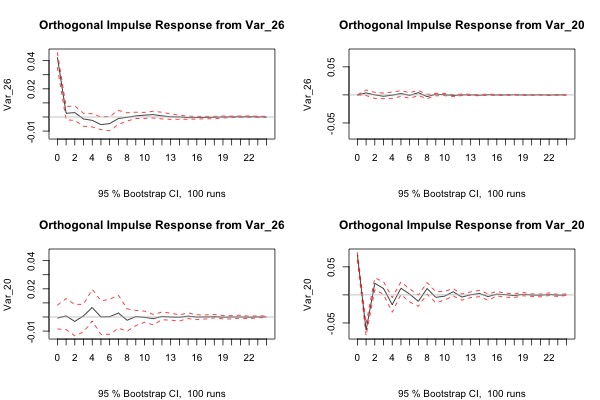 Orthogonal Impulse Response from Var_26
Var_26
0.04
0.02
-0.01
0 2 4 6 8 10 13 16 19 22
95 % Bootstrap CI, 100 runs
Orthogonal Impulse Response from Var_20
Var_26
0.05
-0.05
0 2 4 6 8 10 13 16 19 22
95 % Bootstrap CI, 100 runs
Orthogonal Impulse Response from Var_26
Var_20
0.04
0.02
-0.01
0 2 4 6 8 10 13 16 19 22
95 % Bootstrap CI, 100 runs
Orthogonal Impulse Response from Var_20
Var_20
0.05
-0.05
0 2 4 6 8 10 13 16 19 22
95 % Bootstrap CI, 100 runs